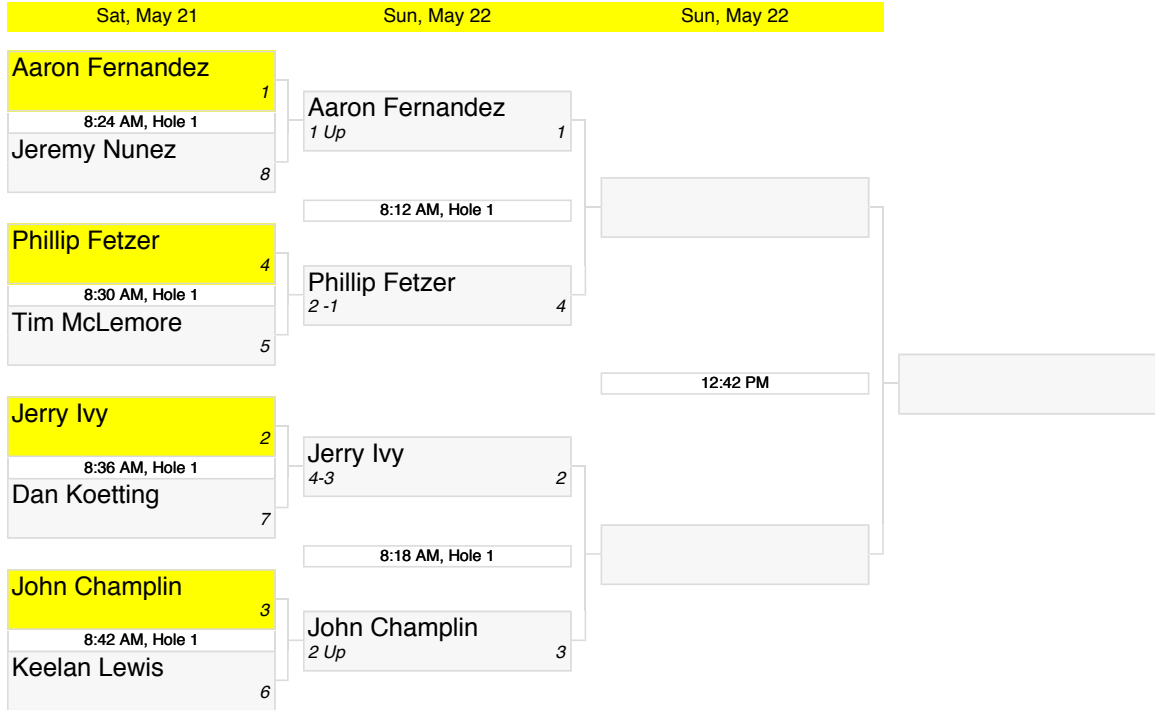 Sat, May 21
Sun, May 22
Sun, May 22
Aaron Fernandez
1
8:24 AM, Hole 1
Jeremy Nunez
8
Phillip Fetzer
4
8:30 AM, Hole 1
Tim McLemore
5
Jerry Ivy
2
8:36 AM, Hole 1
Dan Koetting
7
John Champlin
3
8:42 AM, Hole 1
Keelan Lewis
6
Aaron Fernandez
1 Up 1
8:12 AM, Hole 1
Phillip Fetzer
2 -1 4
Jerry Ivy
4-3 2
8:18 AM, Hole 1
John Champlin
2 Up 3
12:42 PM